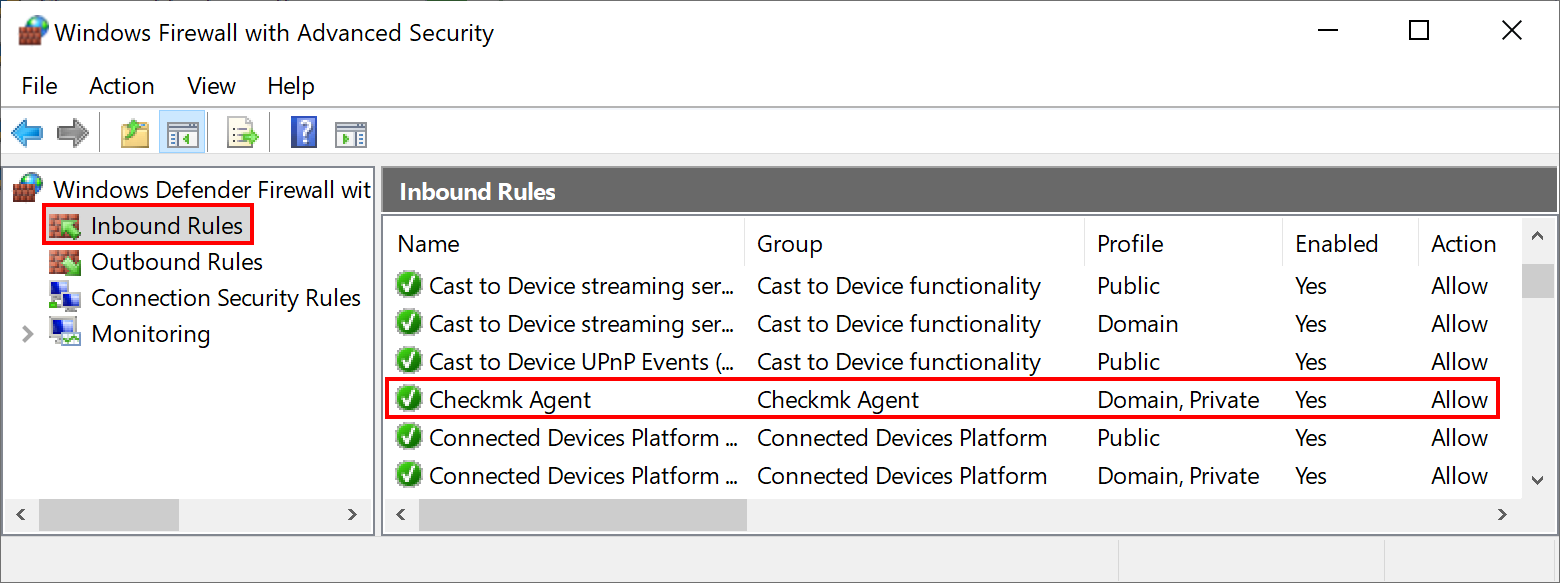 Windows Firewall with Advanced Security
File Action View Help
?
Windows Defender Firewall wit
Inbound Rules
Outbound Rules
Connection Security Rules
Monitoring
Inbound Rules
Name Group Profile Enabled Action
Cast to Device streaming ser... Cast to Device functionality Public Yes Allow
Cast to Device streaming ser... Cast to Device functionality Domain Yes Allow
Cast to Device UPnP Events (... Cast to Device functionality Public Yes Allow
Checkmk Agent Checkmk Agent Domain, Private Yes Allow
Connected Devices Platform ... Connected Devices Platform Public Yes Allow
Connected Devices Platform ... Connected Devices Platform Domain, Private Yes Allow